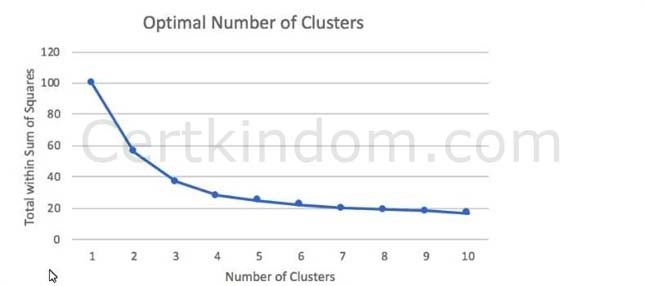 Optimal Number of Clusters
120
100
80
60
40
20
0
Total within Sum of Squares
1 2 3 4 5 6 7 8 9 10
Number of Clusters
Certkindom.com